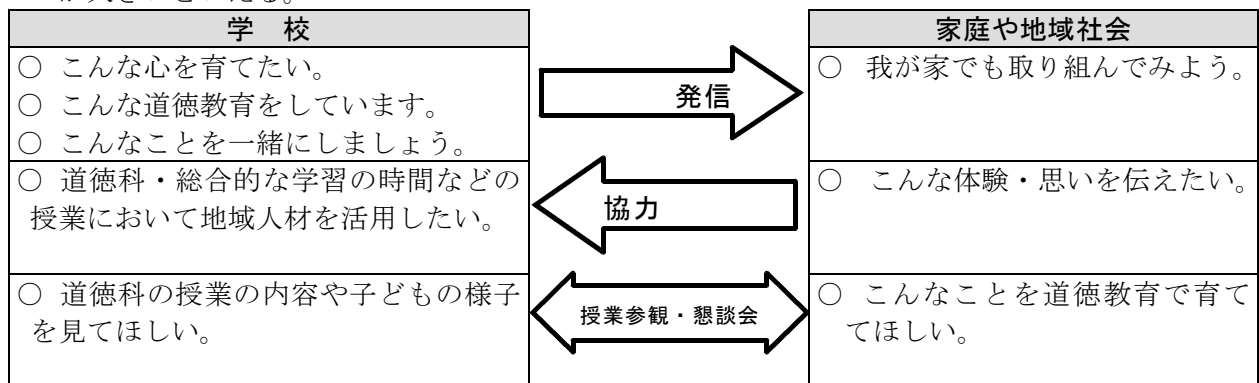 学 校
家庭や地域社会
○ こんな心を育てたい。
○ こんな道徳教育をしています。
○ こんなことを一緒にしましょう。
発信
○ 我が家でも取り組んでみよう。
○ 道徳科・総合的な学習の時間などの
授業において地域人材を活用したい。
協力
○ こんな体験・思いを伝えたい。
○ 道徳科の授業の内容や子どもの様子
を見てほしい。
授業参観・懇談会
○ こんなことを道徳教育で育て
てほしい。